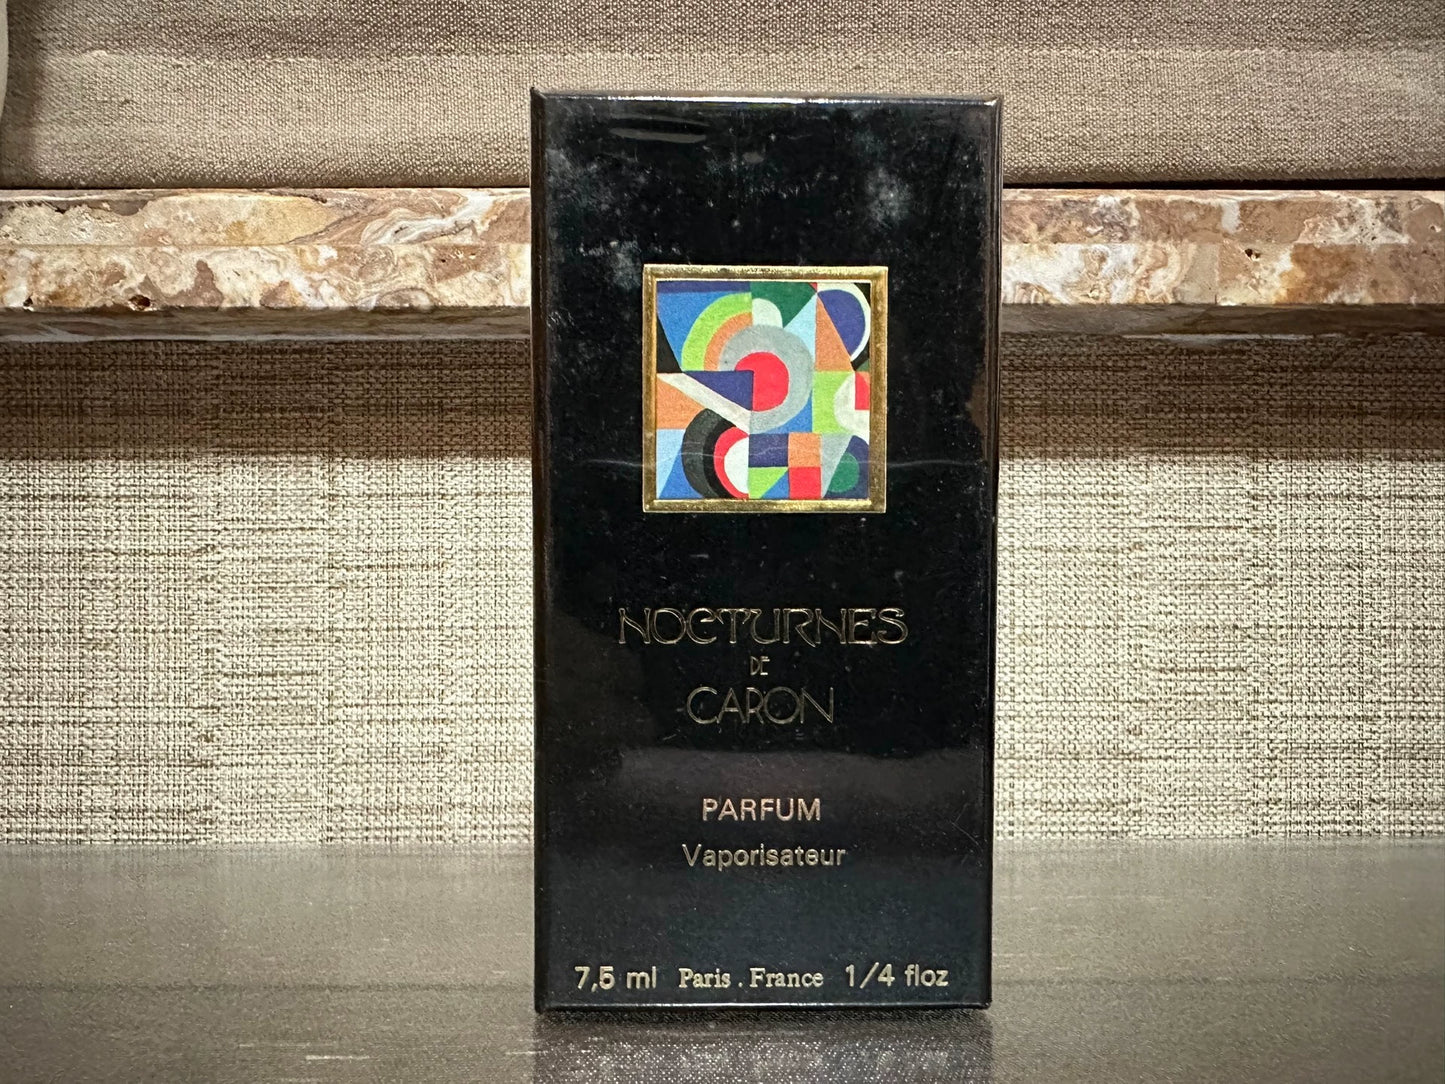 NOCTURNES
DE
CARON
PARFUM
Vaporisateur
7,5 ml Paris . France 1/4 floz